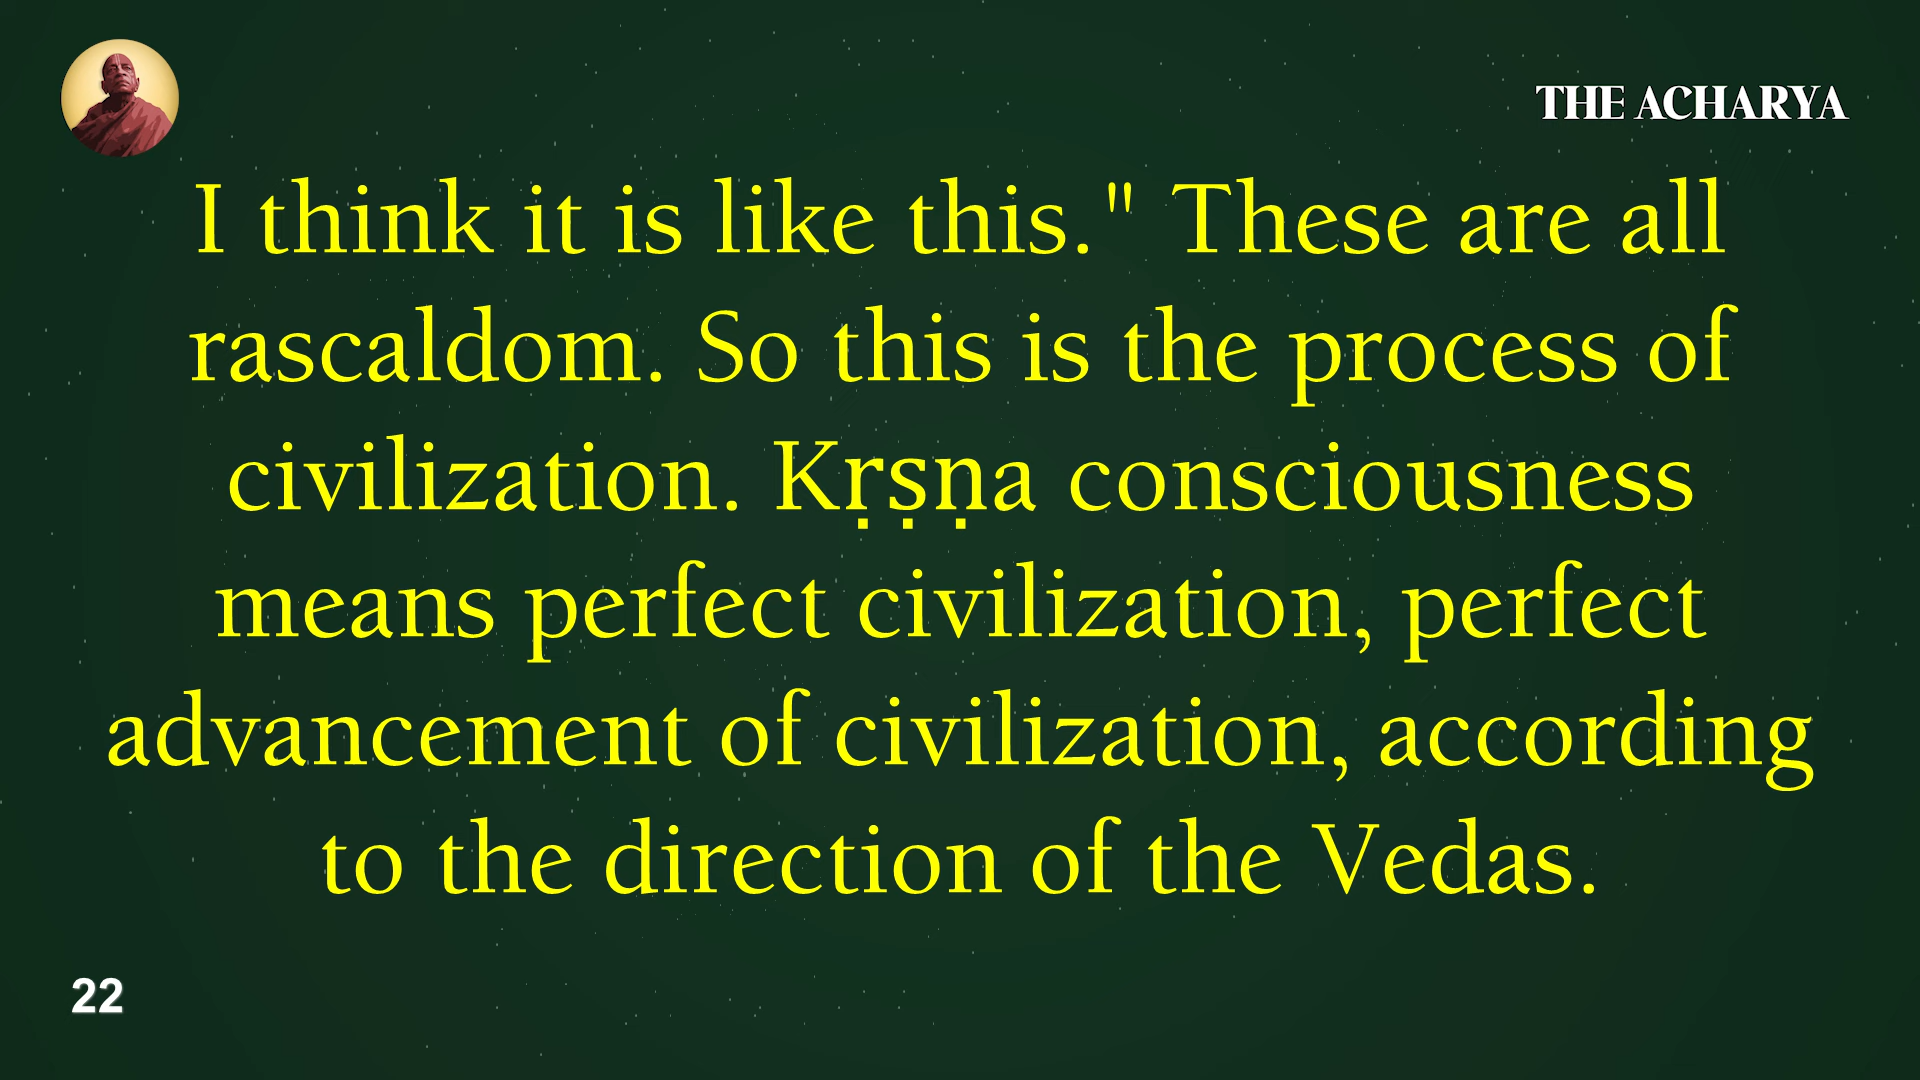 THE ACHARYA
I think it is like this." These are all
rascaldom. So this is the process of
civilization. Kṛṣṇa consciousness
means perfect civilization, perfect
advancement of civilization, according
to the direction of the Vedas.
22